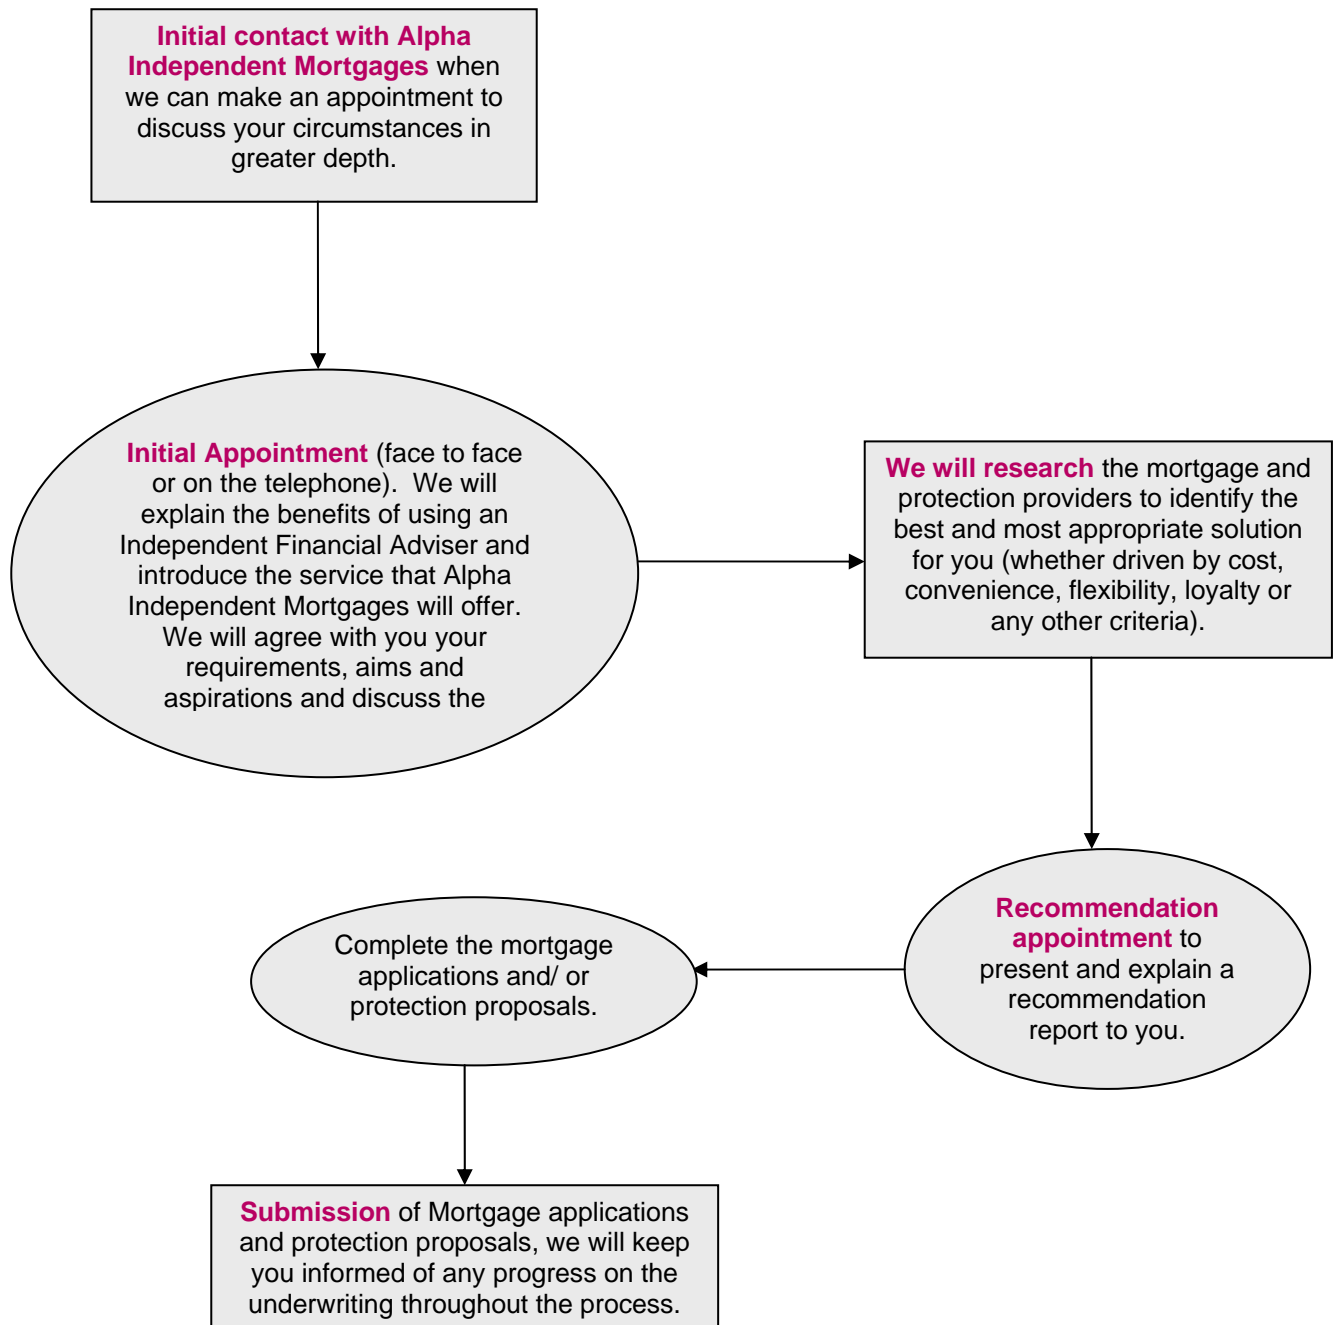 Initial contact with Alpha
Independent Mortgages when
we can make an appointment to
discuss your circumstances in
greater depth.
Initial Appointment (face to face
or on the telephone). We will
explain the benefits of using an
Independent Financial Adviser and
introduce the service that Alpha
Independent Mortgages will offer.
We will agree with you your
requirements, aims and
aspirations and discuss the
We will research the mortgage and
protection providers to identify the
best and most appropriate solution
for you (whether driven by cost,
convenience, flexibility, loyalty or
any other criteria).
Recommendation
appointment to
present and explain a
recommendation
report to you.
Complete the mortgage
applications and/ or
protection proposals.
Submission of Mortgage applications
and protection proposals, we will keep
you informed of any progress on the
underwriting throughout the process.